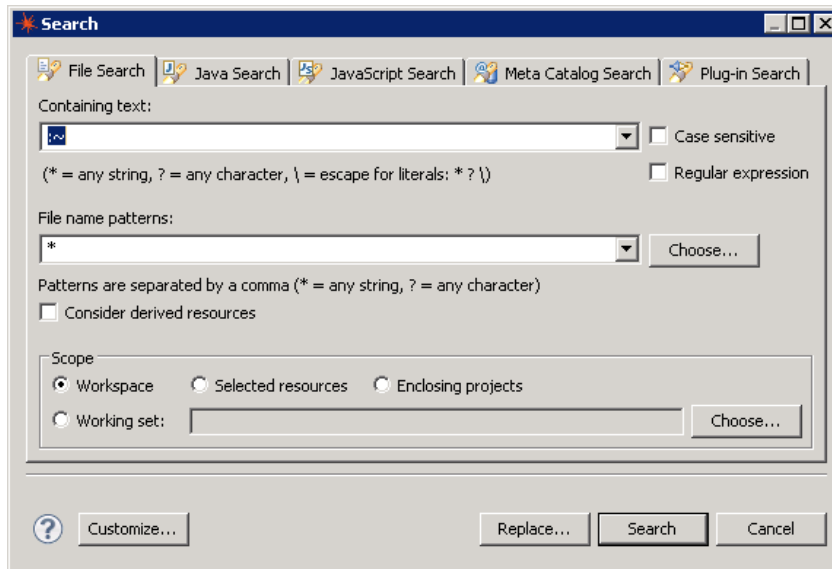 Search
File Search Java Search JavaScript Search Meta Catalog Search Plug-in Search
Containing text:
:~ Case sensitive
(* = any string, ? = any character, \ = escape for literals: * ? \) Regular expression
File name patterns:
* Choose...
Patterns are separated by a comma (* = any string, ? = any character)
Consider derived resources
Scope
Workspace Selected resources Enclosing projects
Working set: Choose...
? Customize... Replace... Search Cancel